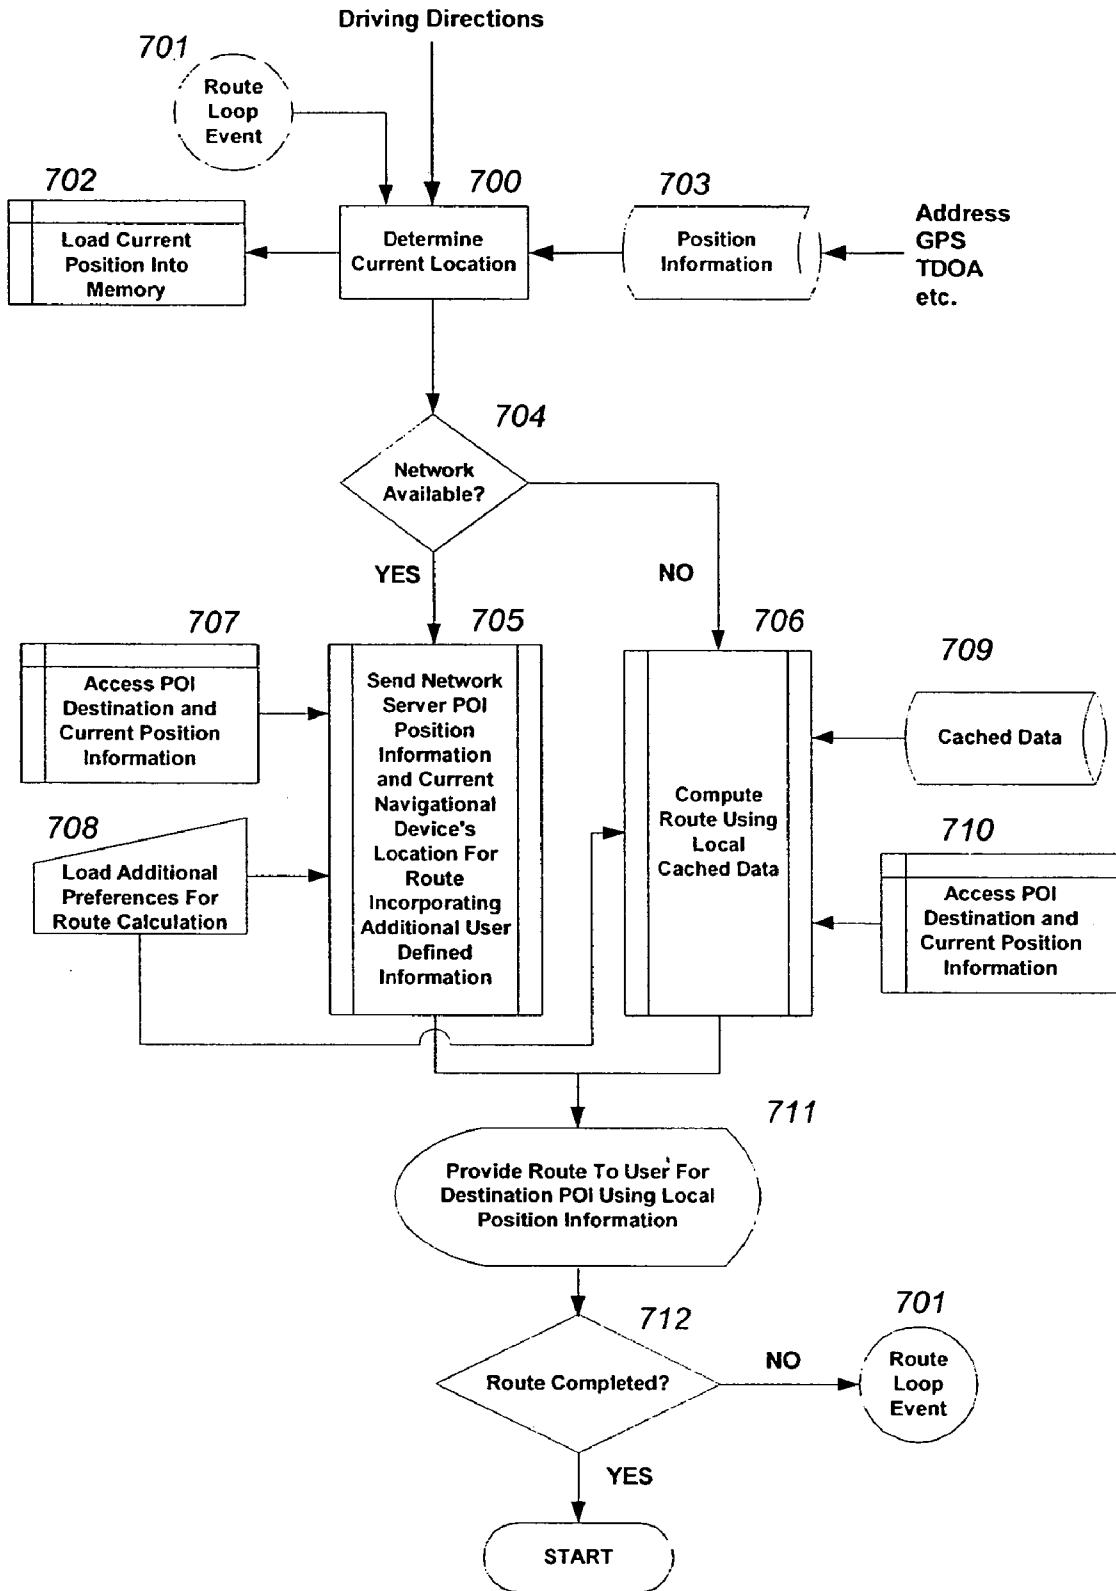 Driving Directions
701
Route
Loop
Event
702
Load Current
Position Into
Memory
700
Determine
Current Location
703
Position
Information
Address
GPS
TDOA
etc.
704
Network
Available?
YES
NO
707
Access POI
Destination and
Current Position
Information
705
Send Network
Server POI
Position
Information
and Current
Navigational
Device's
Location For
Route
Incorporating
Additional User
Defined
Information
706
Compute
Route Using
Local
Cached Data
709
Cached Data
708
Load Additional
Preferences For
Route Calculation
710
Access POI
Destination and
Current Position
Information
711
Provide Route To User For
Destination POI Using Local
Position Information
712
Route Completed?
NO
701
Route
Loop
Event
YES
START